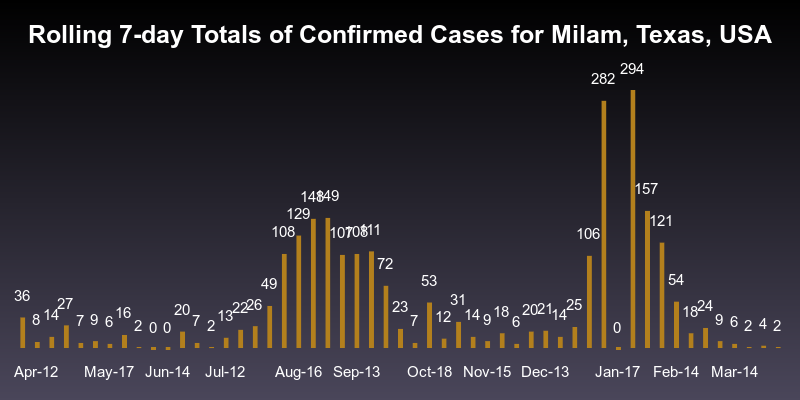 Rolling 7-day Totals of Confirmed Cases for Milam, Texas, USA
36 8 14 27 7 9 6 16 2 0 0 20 7 2 13 22 26 49 108 129 148 149 107 108 111 72 23 7 53 12 31 14 9 18 6 20 21 14 25 106 282 0 294 157 121 54 18 24 9 6 2 4 2
Apr-12 May-17 Jun-14 Jul-12 Aug-16 Sep-13 Oct-18 Nov-15 Dec-13 Jan-17 Feb-14 Mar-14